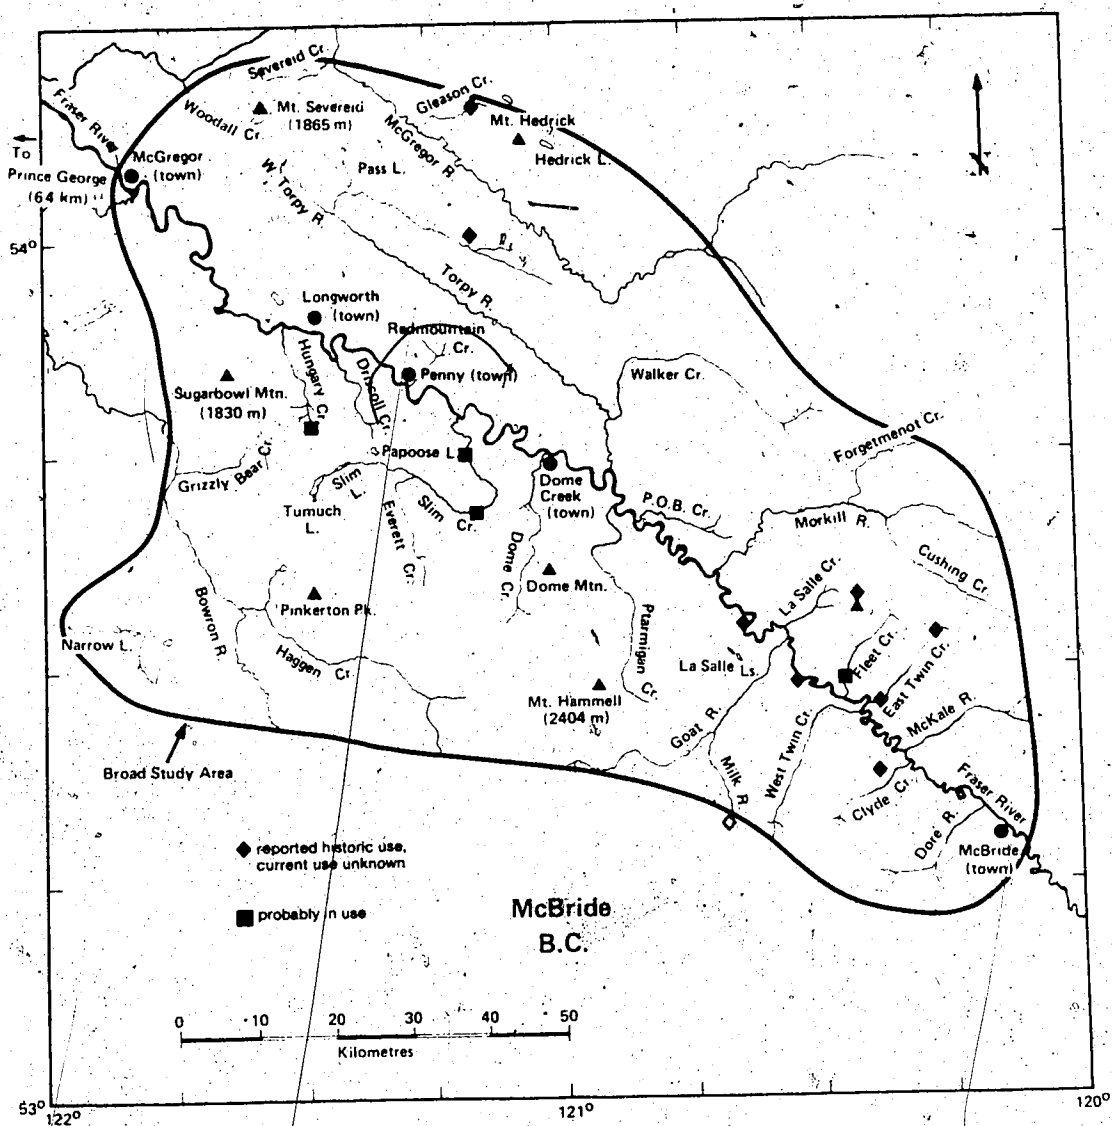 Severeid Cr.
Mt. Severeid
(1865 m)
Woodall Cr.
Gleason Cr.
Mt. Hedrick
Hedrick L.
McGregor R.
Fraser River
To
Prince George
(64 km)
McGregor
(town)
Pass L.
W. Torpy R.
54°
Torpy R.
Longworth
(town)
Redmountain
Cr.
Penny (town)
Walker Cr.
Hungary Cr.
Driscoll Cr.
Sugarbowl Mtn.
(1830 m)
Forgetmenot Cr.
Papoose L.
Grizzly Bear Cr.
Slim
L.
Tumuch
L.
Everett Cr.
Slim
Cr.
Dome
Creek
(town)
P.O.B. Cr.
Morkill R.
Cushing Cr.
Dome Cr.
Dome Mtn.
La Salle Cr.
Pinkerton Pk.
Bowron R.
Ptarmigan Cr.
Fleet Cr.
East Twin Cr.
Narrow L.
Haggen Cr.
La Salle Ls.
Mt. Hammell
(2404 m)
Goat R.
McKale R.
West Twin Cr.
Milk R.
Broad Study Area
Clyde Cr.
Fraser River
Dore R.
McBride
(town)
reported historic use,
current use unknown
probably in use
McBride
B.C.
0 10 20 30 40 50
Kilometres
53°
122° 121° 120°